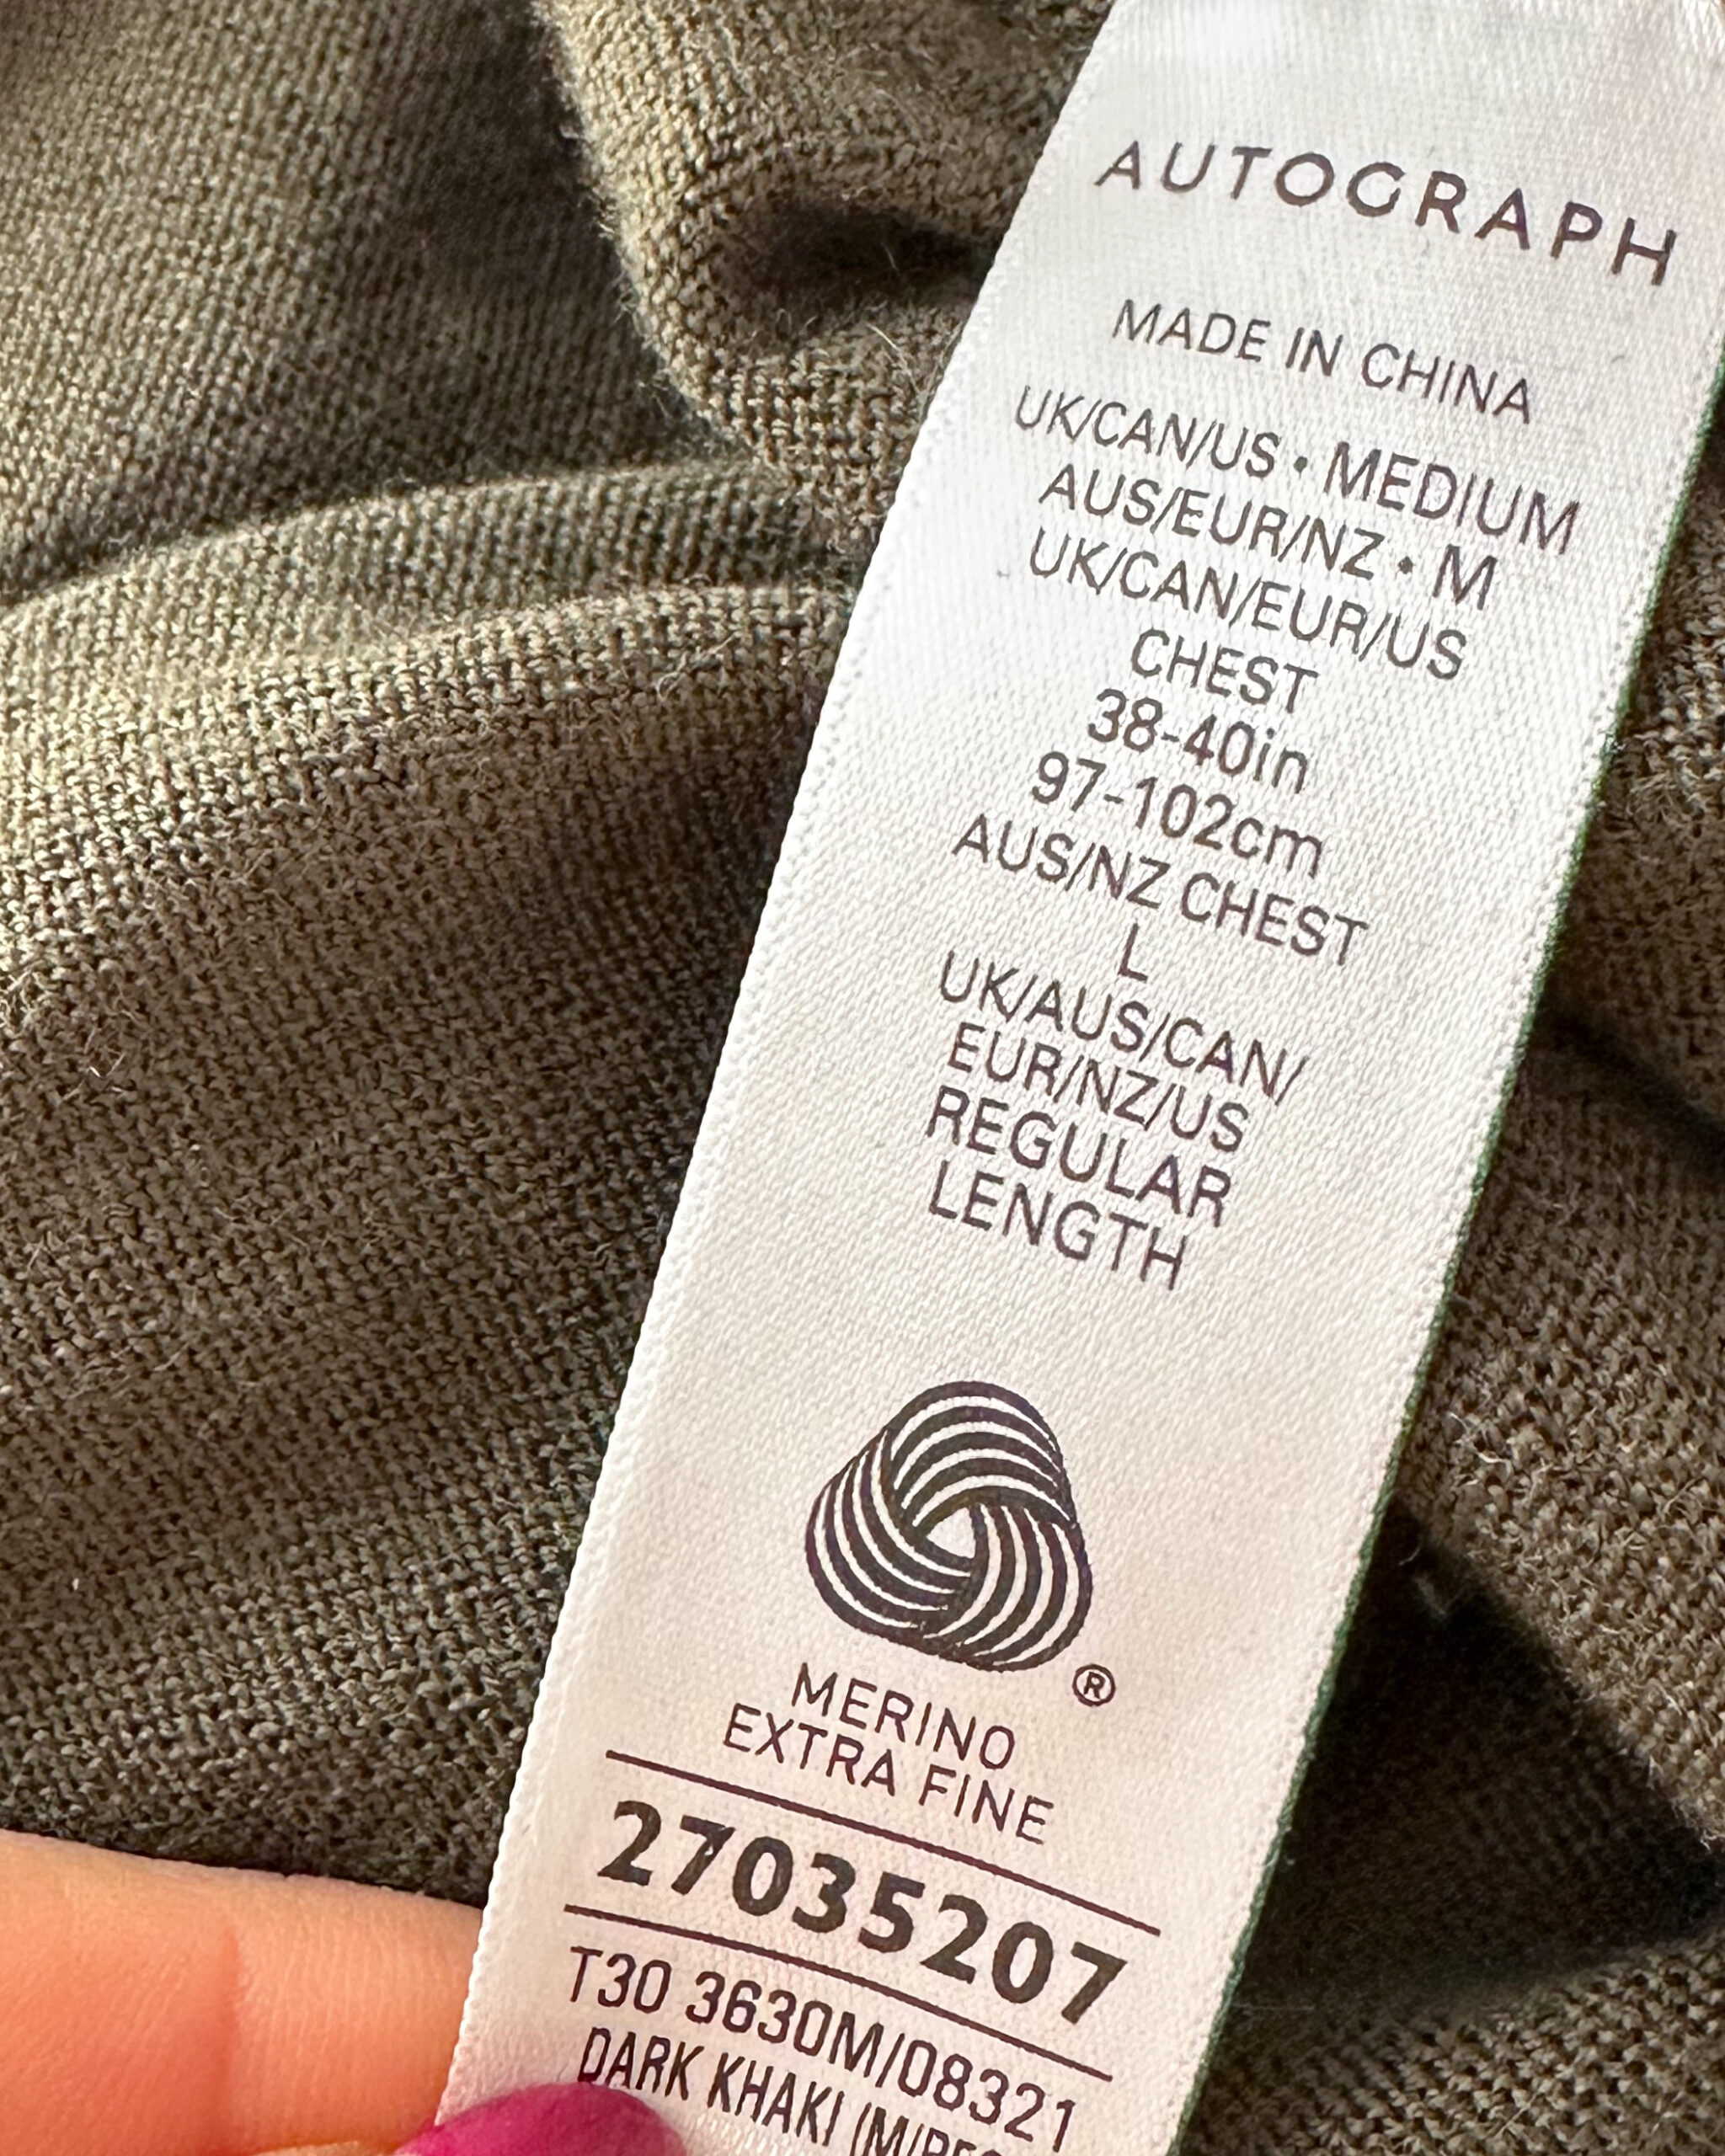 AUTOGRAPH
MADE IN CHINA
UK/CAN/US • MEDIUM
AUS/EUR/NZ • M
UK/CAN/EUR/US
CHEST
38-40in
97-102cm
AUS/NZ CHEST
L
UK/AUS/CAN/
EUR/NZ/US
REGULAR
LENGTH
®
MERINO
EXTRA FINE
27035207
T30 3630M/08321
DARK KHAKI